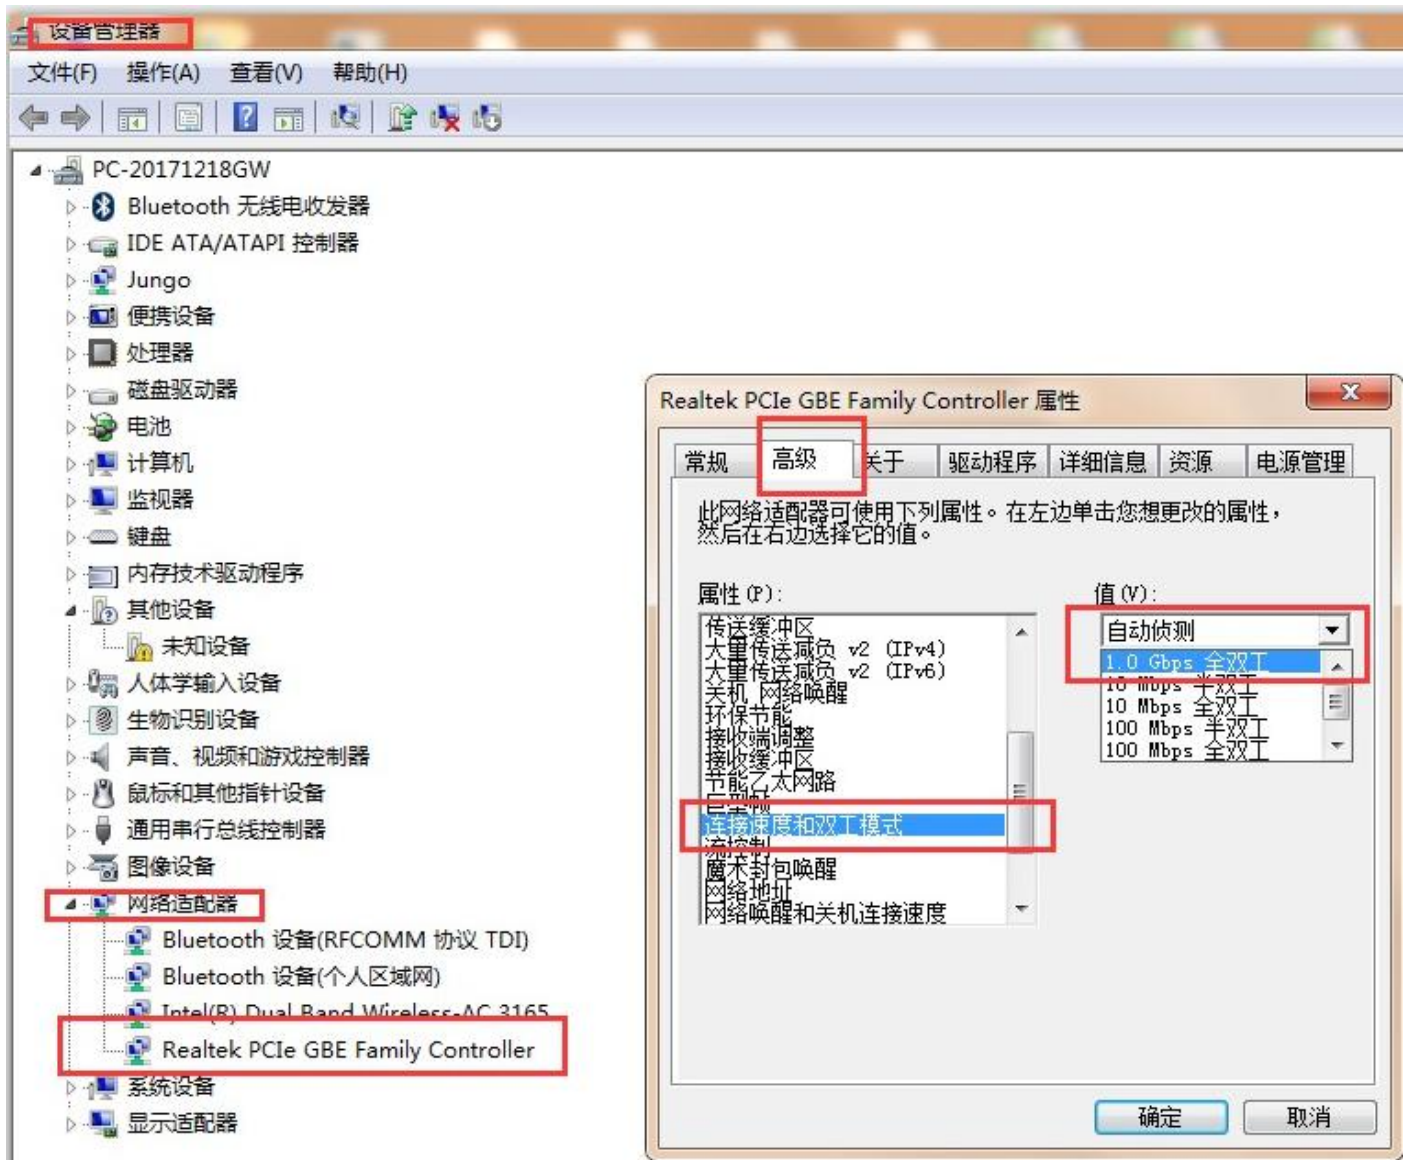 设备管理器
文件(F) 操作(A) 查看(V) 帮助(H)
PC-20171218GW
Bluetooth 无线电收发器
IDE ATA/ATAPI 控制器
Jungo
便携设备
处理器
磁盘驱动器
电池
计算机
监视器
键盘
内存技术驱动程序
其他设备
未知设备
人体学输入设备
生物识别设备
声音、视频和游戏控制器
鼠标和其他指针设备
通用串行总线控制器
图像设备
网络适配器
Bluetooth 设备(RFCOMM 协议 TDI)
Bluetooth 设备(个人区域网)
Intel(R) Dual Band Wireless-AC 3165
Realtek PCIe GBE Family Controller
系统设备
显示适配器
Realtek PCIe GBE Family Controller 属性
常规 高级 关于 驱动程序 详细信息 资源 电源管理
此网络适配器可使用下列属性。在左边单击您想更改的属性，
然后在右边选择它的值。
属性(P):
传送缓冲区
大量传送减负 v2 (IPv4)
大量传送减负 v2 (IPv6)
关机 网络唤醒
环保节能
接收端调整
接收缓冲区
节能乙太网路
巨型帧
连接速度和双工模式
流控制
魔术封包唤醒
网络地址
网络唤醒和关机连接速度
值(V):
自动侦测
1.0 Gbps 全双工
10 Mbps 半双工
10 Mbps 全双工
100 Mbps 半双工
100 Mbps 全双工
确定 取消